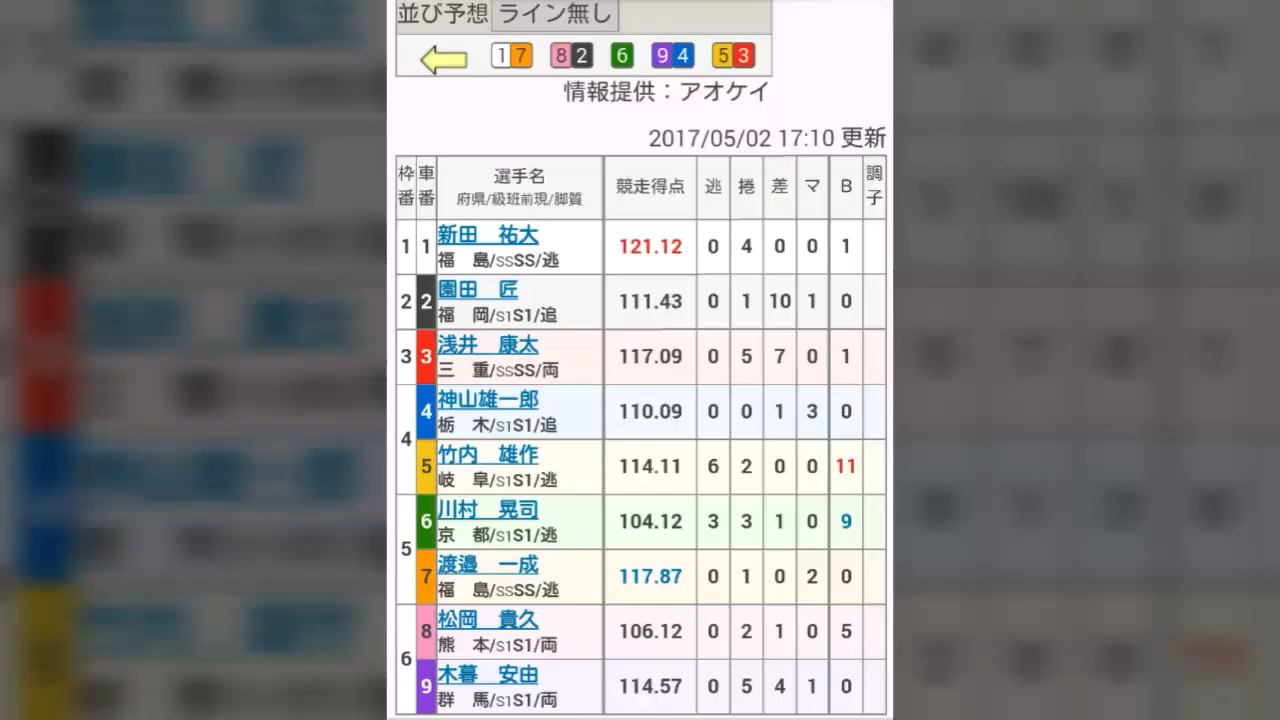 並び予想 ライン無し
1 7 8 2 6 9 4 5 3
情報提供：アオケイ
2017/05/02 17:10 更新
枠番 車番 選手名 府県/級班前現/脚質 競走得点 逃 捲 差 マ B 調子
1 1 新田 祐大 121.12 0 4 0 0 1
福 島/SSSS/逃
2 2 園田 匠 111.43 0 1 10 1 0
福 岡/S1S1/追
3 3 浅井 康太 117.09 0 5 7 0 1
三 重/SSSS/両
4 4 神山雄一郎 110.09 0 0 1 3 0
栃 木/S1S1/追
5 竹内 雄作 114.11 6 2 0 0 11
岐 阜/S1S1/逃
5 6 川村 晃司 104.12 3 3 1 0 9
京 都/S1S1/逃
7 渡邉 一成 117.87 0 1 0 2 0
福 島/SSSS/逃
6 8 松岡 貴久 106.12 0 2 1 0 5
熊 本/S1S1/両
9 木暮 安由 114.57 0 5 4 1 0
群 馬/S1S1/両